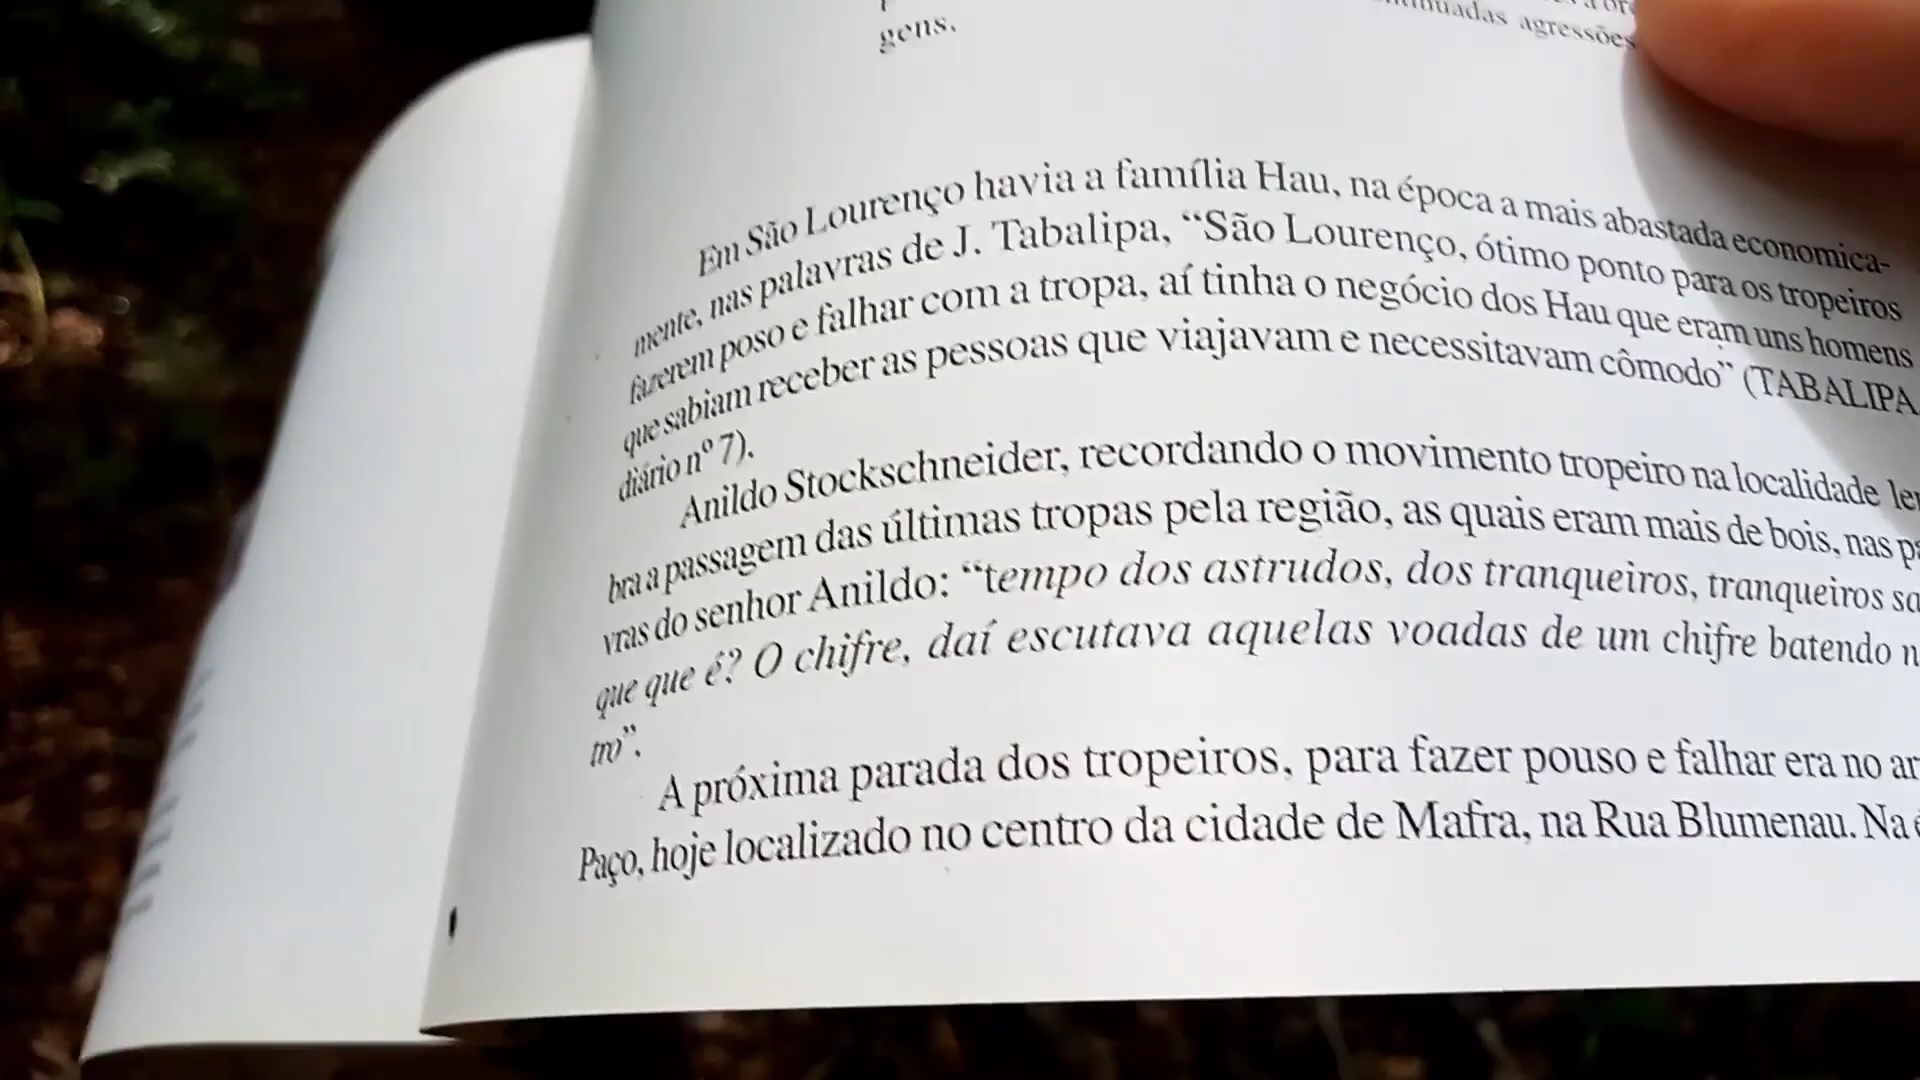 tinuadas agressões
gens.
Em São Lourenço havia a família Hau, na época a mais abastada economica-
mente, nas palavras de J. Tabalipa, “São Lourenço, ótimo ponto para os tropeiros
fazerem poso e falhar com a tropa, aí tinha o negócio dos Hau que eram uns homens
que sabiam receber as pessoas que viajavam e necessitavam cômodo” (TABALIPA,
diário nº 7).
Anildo Stockschneider, recordando o movimento tropeiro na localidade lem
bra a passagem das últimas tropas pela região, as quais eram mais de bois, nas pa
vras do senhor Anildo: “tempo dos astrudos, dos tranqueiros, tranqueiros sa
que que é? O chifre, daí escutava aquelas voadas de um chifre batendo n
tro”.
A próxima parada dos tropeiros, para fazer pouso e falhar era no ar
Paço, hoje localizado no centro da cidade de Mafra, na Rua Blumenau. Na é